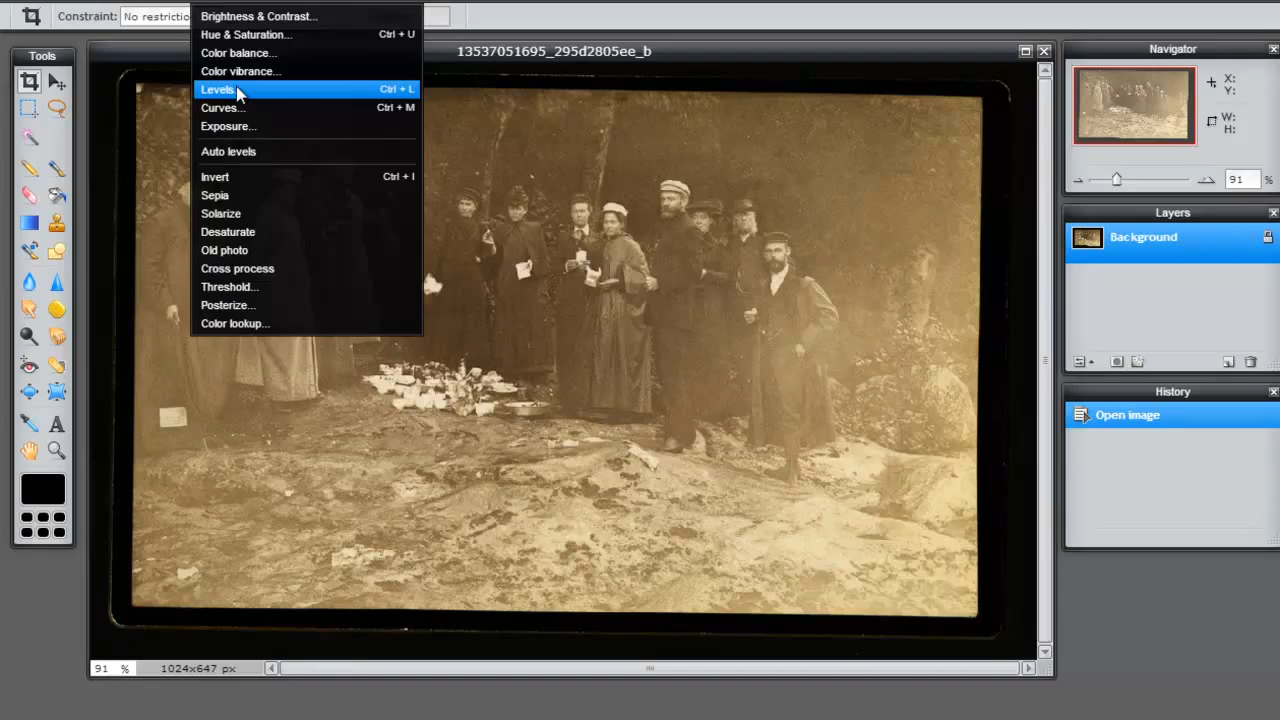 Constraint: No restrictio
Brightness & Contrast...
Hue & Saturation... Ctrl + U
Color balance...
Color vibrance...
Levels... Ctrl + L
Curves... Ctrl + M
Exposure...
Auto levels
Invert Ctrl + I
Sepia
Solarize
Desaturate
Old photo
Cross process
Threshold...
Posterize...
Color lookup...
Tools
13537051695_295d2805ee_b
91 % 1024x647 px
Navigator
X:
Y:
W:
H:
91 %
Layers
Background
History
Open image